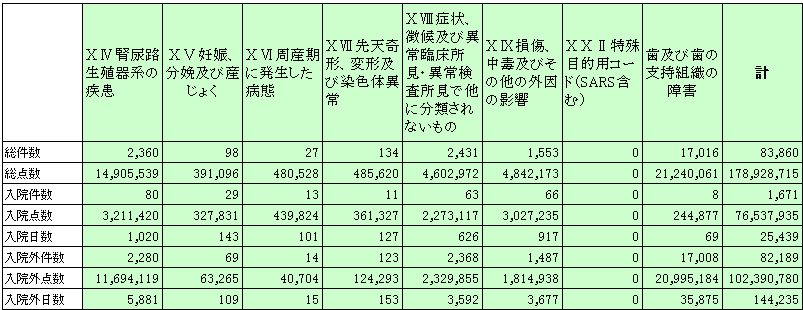 ⅩⅣ腎尿路生殖器系の疾患 ⅩⅤ妊娠、分娩及び産じょく ⅩⅥ周産期に発生した病態 ⅩⅦ先天奇形、変形及び染色体異常 ⅩⅧ症状、徴候及び異常臨床所見・異常検査所見で他に分類されないもの ⅩⅨ損傷、中毒及びその他の外因の影響 ⅩⅩⅡ特殊目的用コード(SARS含む) 歯及び歯の支持組織の障害 計
総件数 2,360 98 27 134 2,431 1,553 0 17,016 83,860
総点数 14,905,539 391,096 480,528 485,620 4,602,972 4,842,173 0 21,240,061 178,928,715
入院件数 80 29 13 11 63 66 0 8 1,671
入院点数 3,211,420 327,831 439,824 361,327 2,273,117 3,027,235 0 244,877 76,537,935
入院日数 1,020 143 101 127 626 917 0 69 25,439
入院外件数 2,280 69 14 123 2,368 1,487 0 17,008 82,189
入院外点数 11,694,119 63,265 40,704 124,293 2,329,855 1,814,938 0 20,995,184 102,390,780
入院外日数 5,881 109 15 153 3,592 3,677 0 35,875 144,235